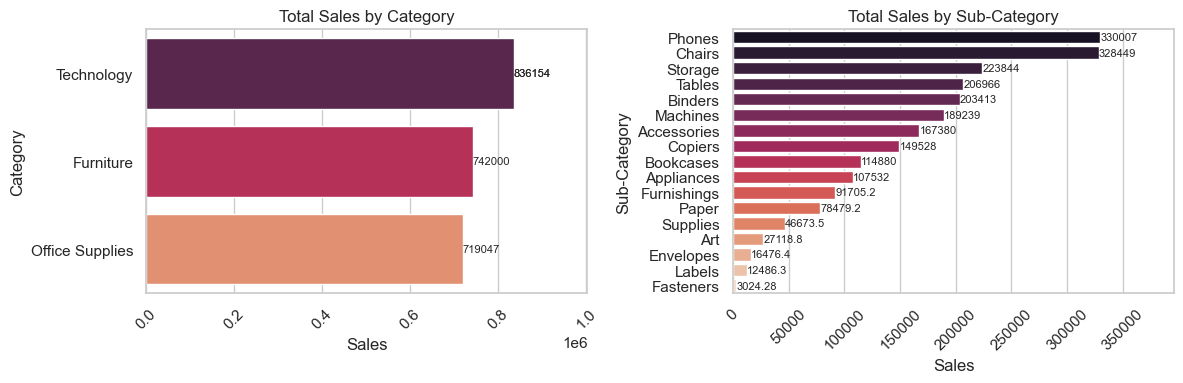 Total Sales by Category
Category
Technology
836154
Furniture
742000
Office Supplies
719047
0.0
0.2
0.4
0.6
0.8
1.0
1e6
Sales
Total Sales by Sub-Category
Sub-Category
Phones
330007
Chairs
328449
Storage
223844
Tables
206966
Binders
203413
Machines
189239
Accessories
167380
Copiers
149528
Bookcases
114880
Appliances
107532
Furnishings
91705.2
Paper
78479.2
Supplies
46673.5
Art
27118.8
Envelopes
16476.4
Labels
12486.3
Fasteners
3024.28
0
50000
100000
150000
200000
250000
300000
350000
Sales